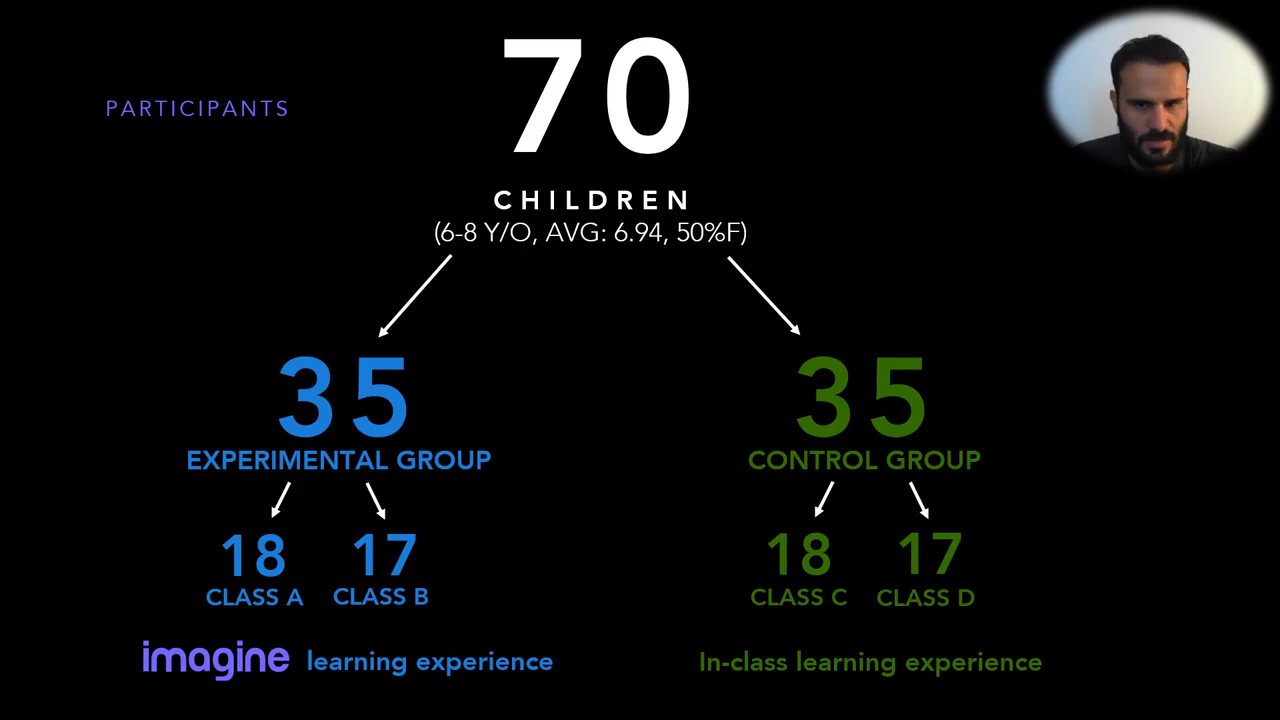 PARTICIPANTS
70
CHILDREN
(6-8 Y/O, AVG: 6.94, 50%F)
35
EXPERIMENTAL GROUP
18
CLASS A
17
CLASS B
imagine learning experience
35
CONTROL GROUP
18
CLASS C
17
CLASS D
In-class learning experience